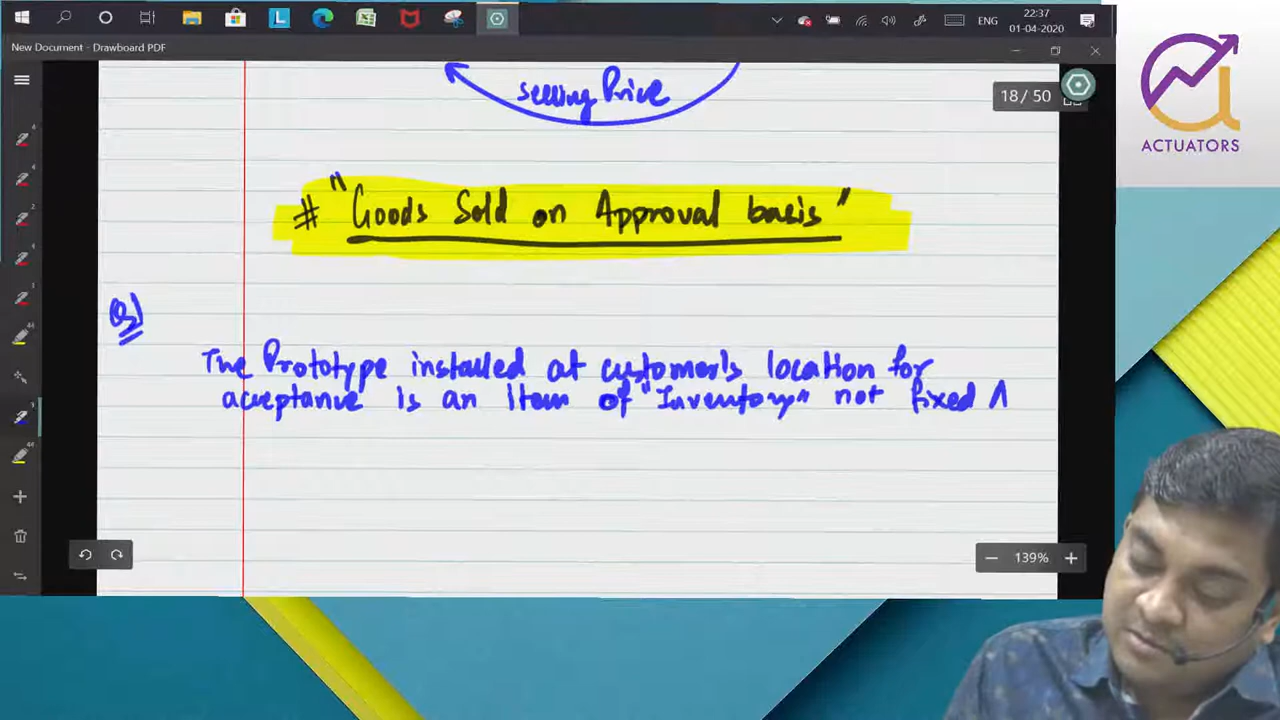 22:37
ENG
01-04-2020
New Document - Drawboard PDF
selling Price
18 / 50
ACTUATORS
# "Goods Sold on Approval basis"
Q)
The Prototype installed at customer's location for
acceptance is an item of "Inventory" not fixed A
139%